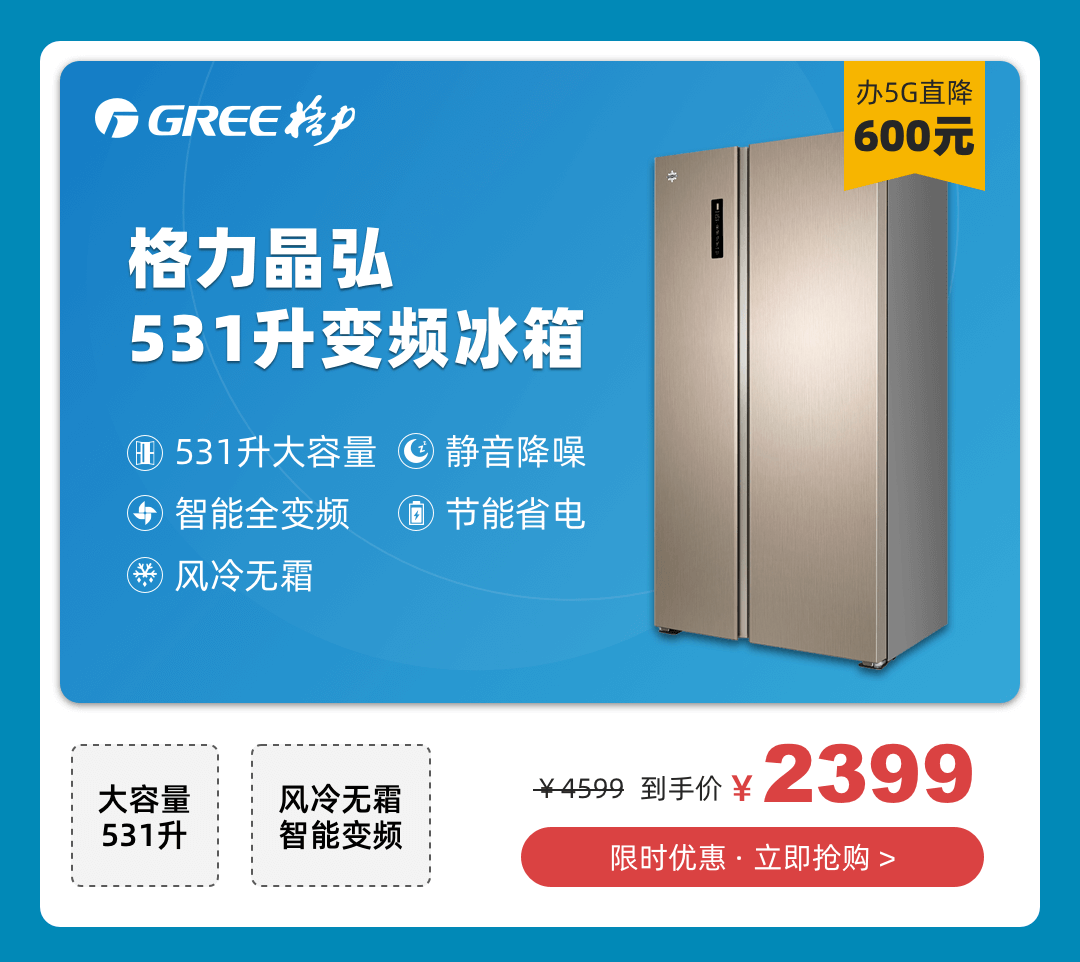 GREE格力
办5G直降
600元
格力晶弘
531升变频冰箱
531升大容量
静音降噪
智能全变频
节能省电
风冷无霜
大容量
531升
风冷无霜
智能变频
￥4599 到手价 ￥2399
限时优惠 · 立即抢购 >